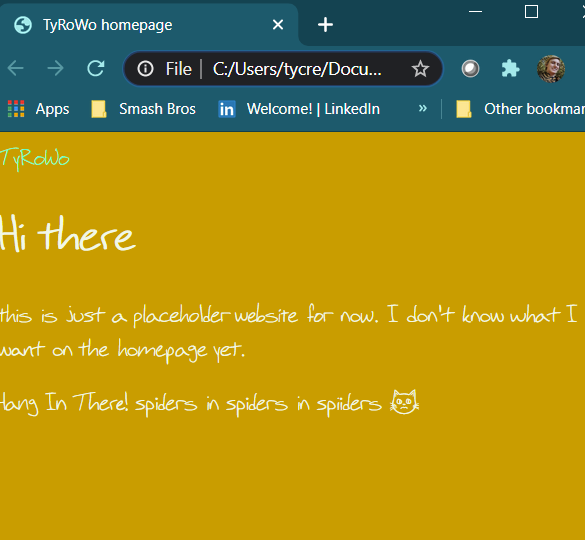 TyRoWo homepage
File C:/Users/tycre/Docu...
Apps Smash Bros Welcome! | LinkedIn » Other bookmar
TyRoWo
Hi there
this is just a placeholder website for now. I don't know what I
want on the homepage yet.
Hang In There! spiders in spiders in spiiders